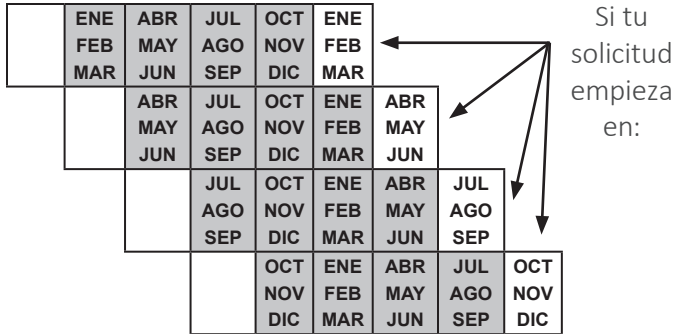 ENE ABR JUL OCT ENE
FEB MAY AGO NOV FEB
MAR JUN SEP DIC MAR
ABR JUL OCT ENE ABR
MAY AGO NOV FEB MAY
JUN SEP DIC MAR JUN
JUL OCT ENE ABR JUL
AGO NOV FEB MAY AGO
SEP DIC MAR JUN SEP
OCT ENE ABR JUL OCT
NOV FEB MAY AGO NOV
DIC MAR JUN SEP DIC
Si tu
solicitud
empieza
en: